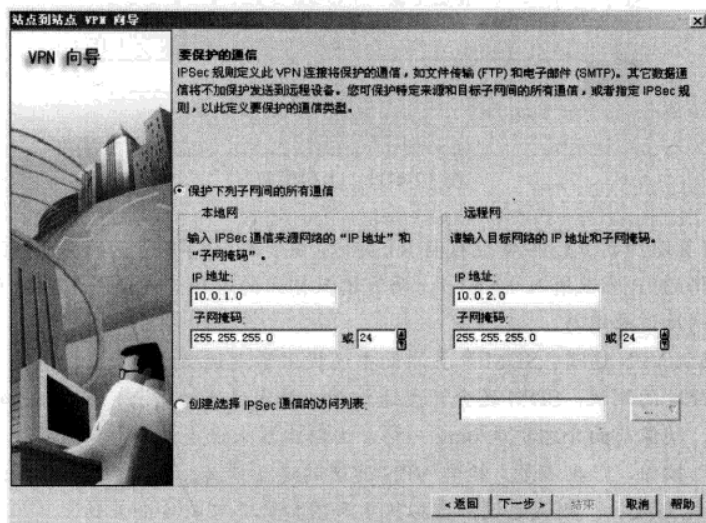 站点到站点 VPN 向导
VPN 向导
要保护的通信
IPSec 规则定义此 VPN 连接将保护的通信，如文件传输 (FTP) 和电子邮件 (SMTP)。其它数据通
信将不加保护发送到远程设备。您可保护特定来源和目标子网间的所有通信，或者指定 IPSec 规
则，以此定义要保护的通信类型。
保护下列子网间的所有通信
本地网
输入 IPSec 通信来源网络的“IP 地址”和
“子网掩码”。
IP 地址:
10.0.1.0
子网掩码:
255.255.255.0 或 24
远程网
请输入目标网络的 IP 地址和子网掩码。
IP 地址:
10.0.2.0
子网掩码:
255.255.255.0 或 24
创建/选择 IPSec 通信的访问列表:
...
< 返回 下一步 > 结束 取消 帮助